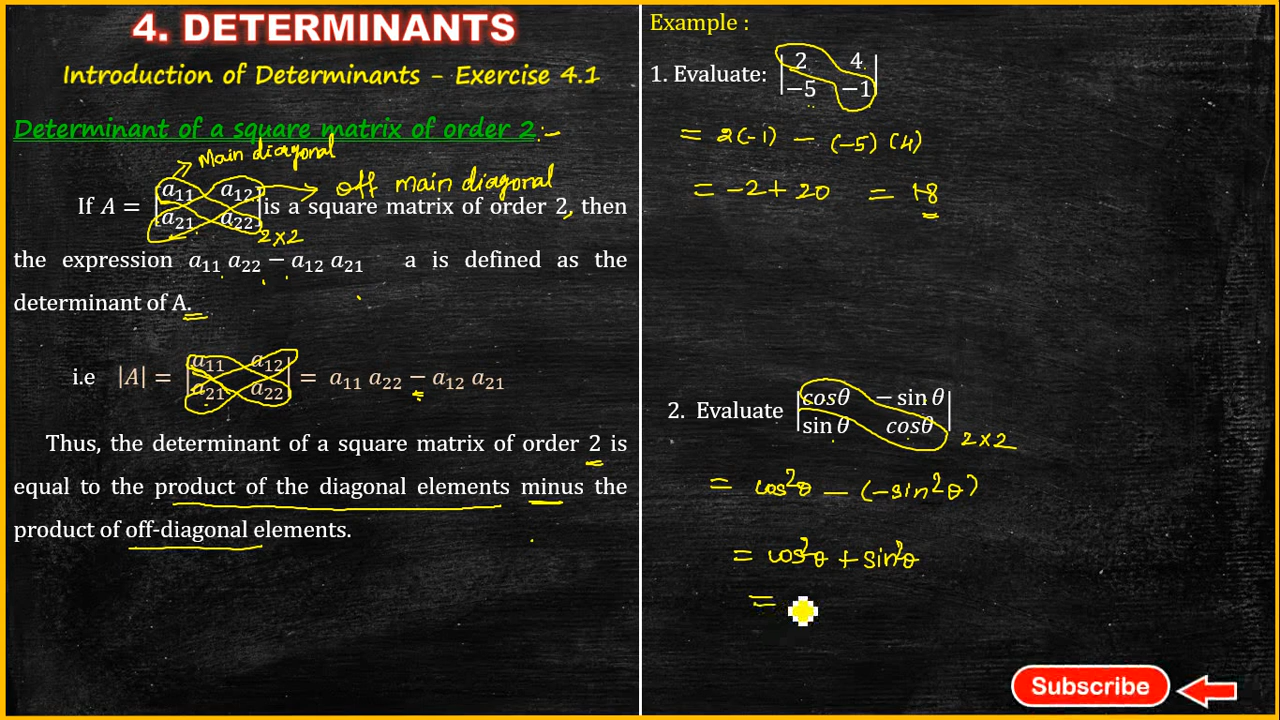 4. DETERMINANTS
Introduction of Determinants - Exercise 4.1
Determinant of a square matrix of order 2 :-
Main diagonal
off main diagonal
If A = |a₁₁ a₁₂|
|a₂₁ a₂₂| is a square matrix of order 2, then
2×2
the expression a₁₁ a₂₂ − a₁₂ a₂₁ a is defined as the
determinant of A.
i.e |A| = |a₁₁ a₁₂|
|a₂₁ a₂₂| = a₁₁ a₂₂ − a₁₂ a₂₁
Thus, the determinant of a square matrix of order 2 is
equal to the product of the diagonal elements minus the
product of off-diagonal elements.
Example :
1. Evaluate: |2 4|
|−5 −1|
= 2(-1) − (-5) (4)
= -2 + 20 = 18
2. Evaluate |cosθ − sin θ|
|sin θ cosθ| 2×2
= cos²θ − (-sin²θ)
= cos²θ + sin²θ
=
Subscribe